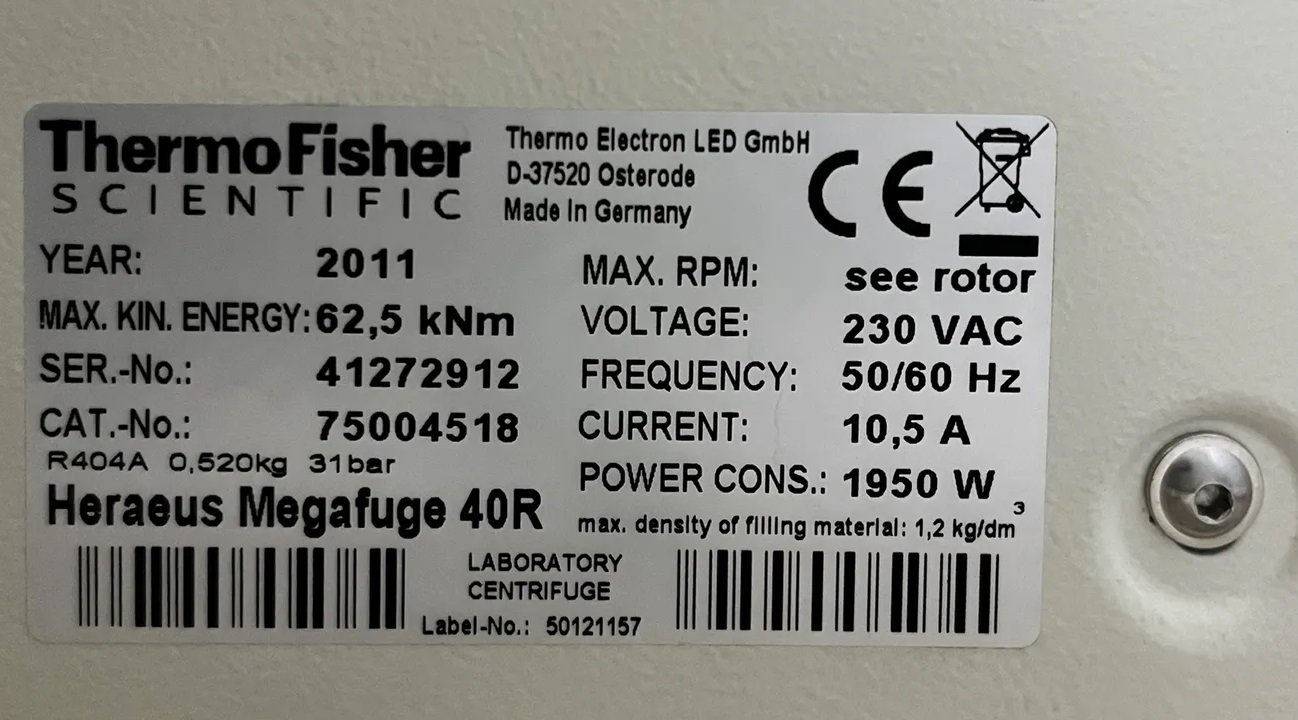 ThermoFisher
SCIENTIFIC
Thermo Electron LED GmbH
D-37520 Osterode
Made In Germany
CE
YEAR: 2011
MAX. KIN. ENERGY: 62,5 kNm
SER.-No.: 41272912
CAT.-No.: 75004518
R404A 0,520kg 31bar
Heraeus Megafuge 40R
MAX. RPM: see rotor
VOLTAGE: 230 VAC
FREQUENCY: 50/60 Hz
CURRENT: 10,5 A
POWER CONS.: 1950 W
max. density of filling material: 1,2 kg/dm³
LABORATORY
CENTRIFUGE
Label-No.: 50121157